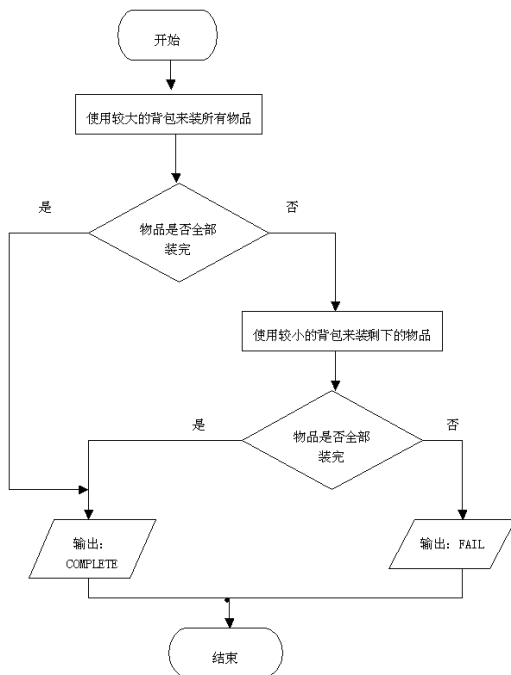 开始
使用较大的背包来装所有物品
是
否
物品是否全部
装完
使用较小的背包来装剩下的物品
是
否
物品是否全部
装完
输出：
COMPLETE
输出：FAIL
结束